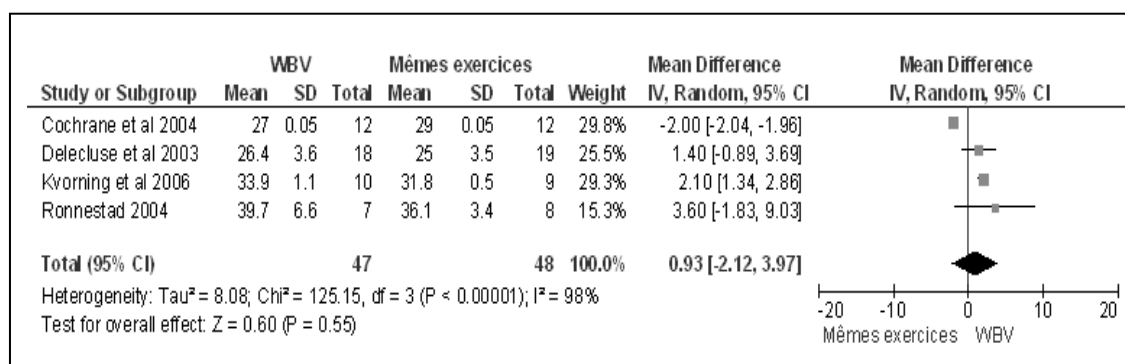 WBV Mêmes exercices Mean Difference Mean Difference
Study or Subgroup Mean SD Total Mean SD Total Weight IV, Random, 95% CI IV, Random, 95% CI
Cochrane et al 2004 27 0.05 12 29 0.05 12 29.8% -2.00 [-2.04, -1.96]
Delecluse et al 2003 26.4 3.6 18 25 3.5 19 25.5% 1.40 [-0.89, 3.69]
Kvorning et al 2006 33.9 1.1 10 31.8 0.5 9 29.3% 2.10 [1.34, 2.86]
Ronnestad 2004 39.7 6.6 7 36.1 3.4 8 15.3% 3.60 [-1.83, 9.03]
Total (95% CI) 47 48 100.0% 0.93 [-2.12, 3.97]
Heterogeneity: Tau² = 8.08; Chi² = 125.15, df = 3 (P < 0.00001); I² = 98%
Test for overall effect: Z = 0.60 (P = 0.55)
-20 -10 0 10 20
Mêmes exercices WBV